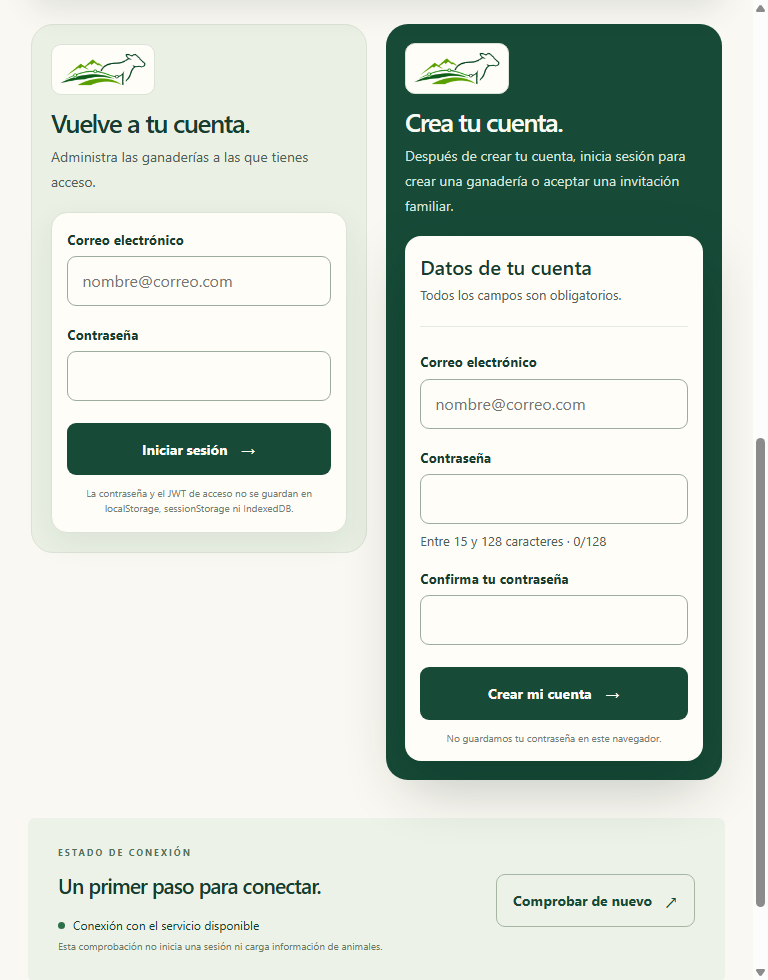 Vuelve a tu cuenta.
Administra las ganaderías a las que tienes
acceso.
Correo electrónico
nombre@correo.com
Contraseña
Iniciar sesión →
La contraseña y el JWT de acceso no se guardan en
localStorage, sessionStorage ni IndexedDB.
Crea tu cuenta.
Después de crear tu cuenta, inicia sesión para
crear una ganadería o aceptar una invitación
familiar.
Datos de tu cuenta
Todos los campos son obligatorios.
Correo electrónico
nombre@correo.com
Contraseña
Entre 15 y 128 caracteres · 0/128
Confirma tu contraseña
Crear mi cuenta →
No guardamos tu contraseña en este navegador.
ESTADO DE CONEXIÓN
Un primer paso para conectar.
Conexión con el servicio disponible
Esta comprobación no inicia una sesión ni carga información de animales.
Comprobar de nuevo ↗